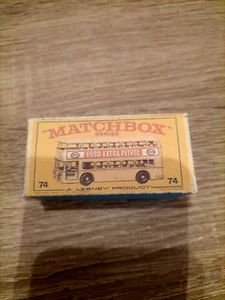 MATCHBOX
SERIES
ESSO EXTRA PETROL
74 74
A LESNEY PRODUCT